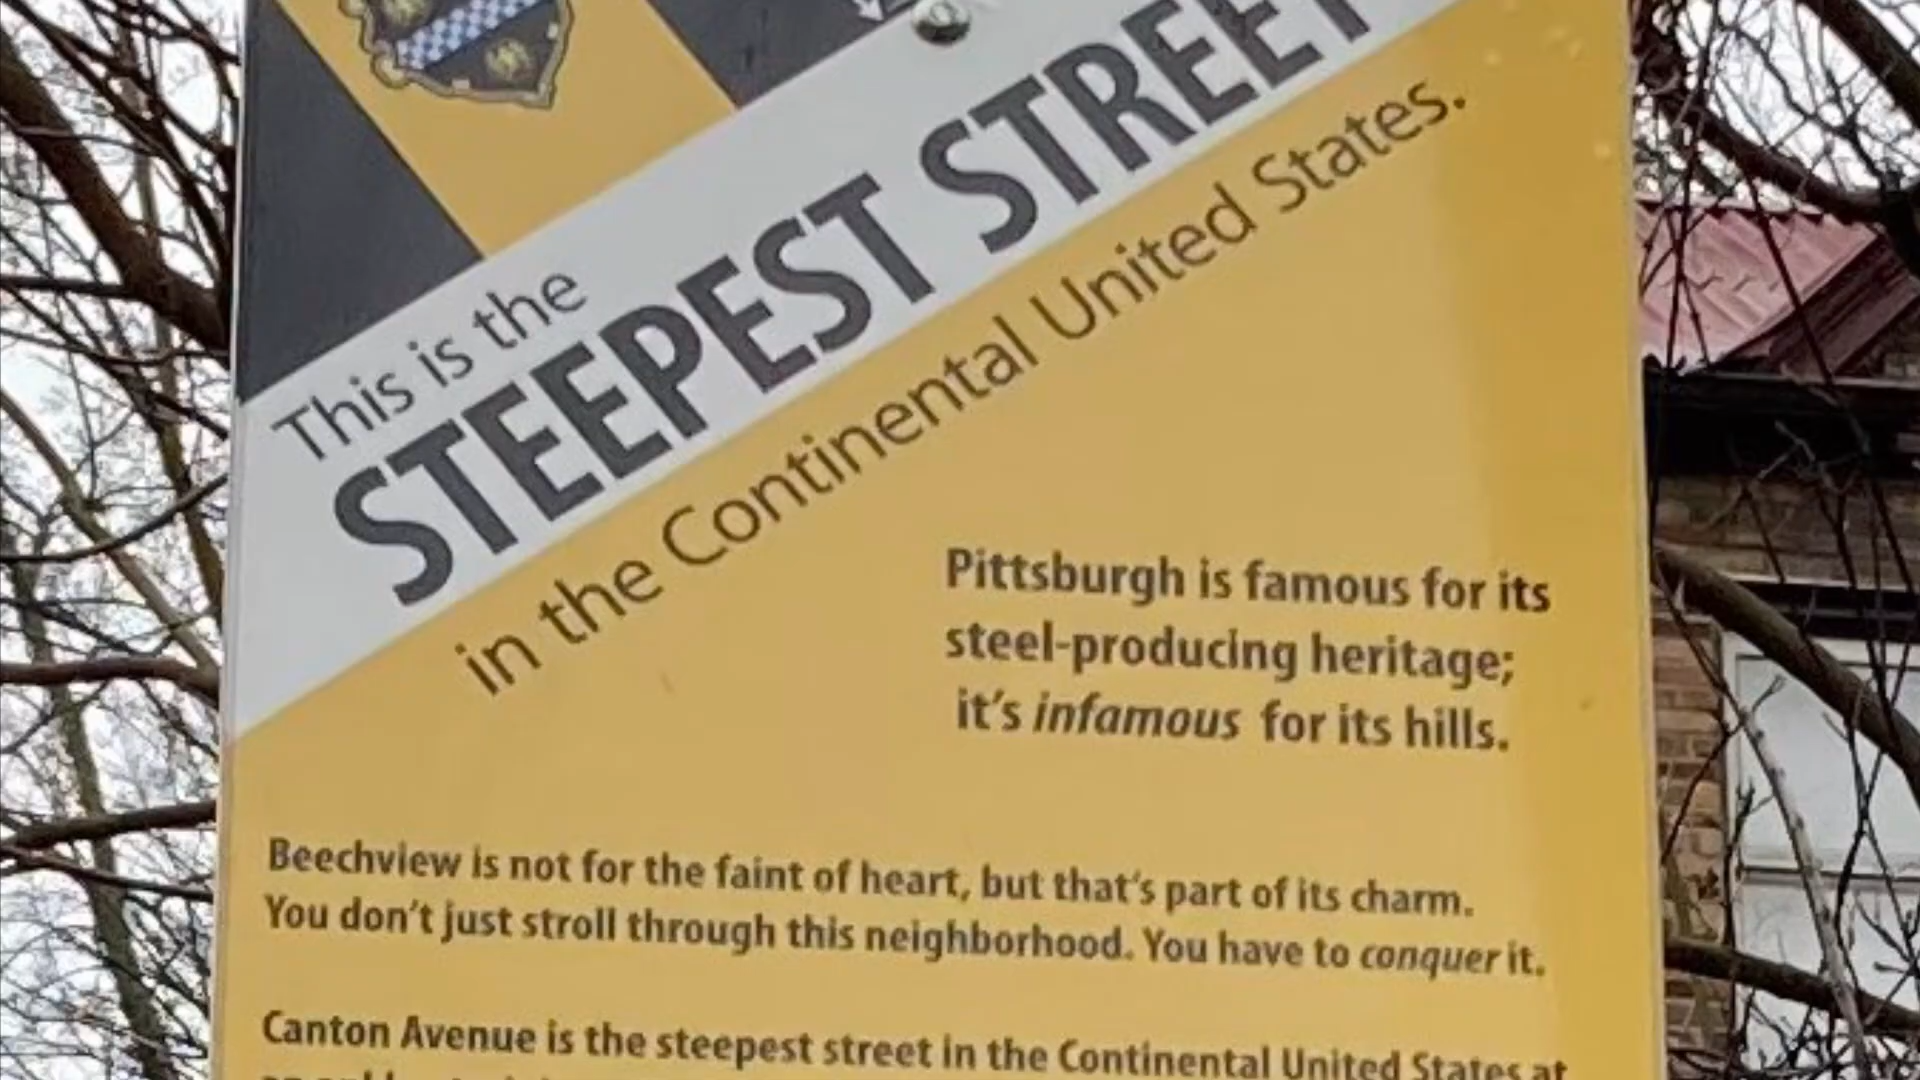 This is the
STEEPEST STREET
in the Continental United States.
Pittsburgh is famous for its
steel-producing heritage;
it's infamous for its hills.
Beechview is not for the faint of heart, but that's part of its charm.
You don't just stroll through this neighborhood. You have to conquer it.
Canton Avenue is the steepest street in the Continental United States at